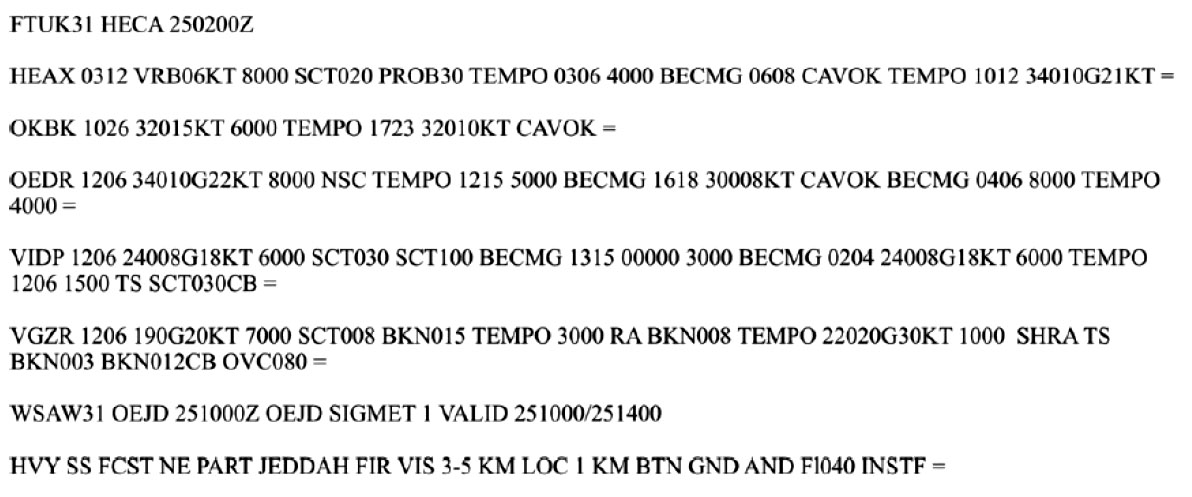 FTUK31 HECA 250200Z
HEAX 0312 VRB06KT 8000 SCT020 PROB30 TEMPO 0306 4000 BECMG 0608 CAVOK TEMPO 1012 34010G21KT =
OKBK 1026 32015KT 6000 TEMPO 1723 32010KT CAVOK =
OEDR 1206 34010G22KT 8000 NSC TEMPO 1215 5000 BECMG 1618 30008KT CAVOK BECMG 0406 8000 TEMPO
4000 =
VIDP 1206 24008G18KT 6000 SCT030 SCT100 BECMG 1315 00000 3000 BECMG 0204 24008G18KT 6000 TEMPO
1206 1500 TS SCT030CB =
VGZR 1206 190G20KT 7000 SCT008 BKN015 TEMPO 3000 RA BKN008 TEMPO 22020G30KT 1000 SHRA TS
BKN003 BKN012CB OVC080 =
WSAW31 OEJD 251000Z OEJD SIGMET 1 VALID 251000/251400
HVY SS FCST NE PART JEDDAH FIR VIS 3-5 KM LOC 1 KM BTN GND AND Fl040 INSTF =